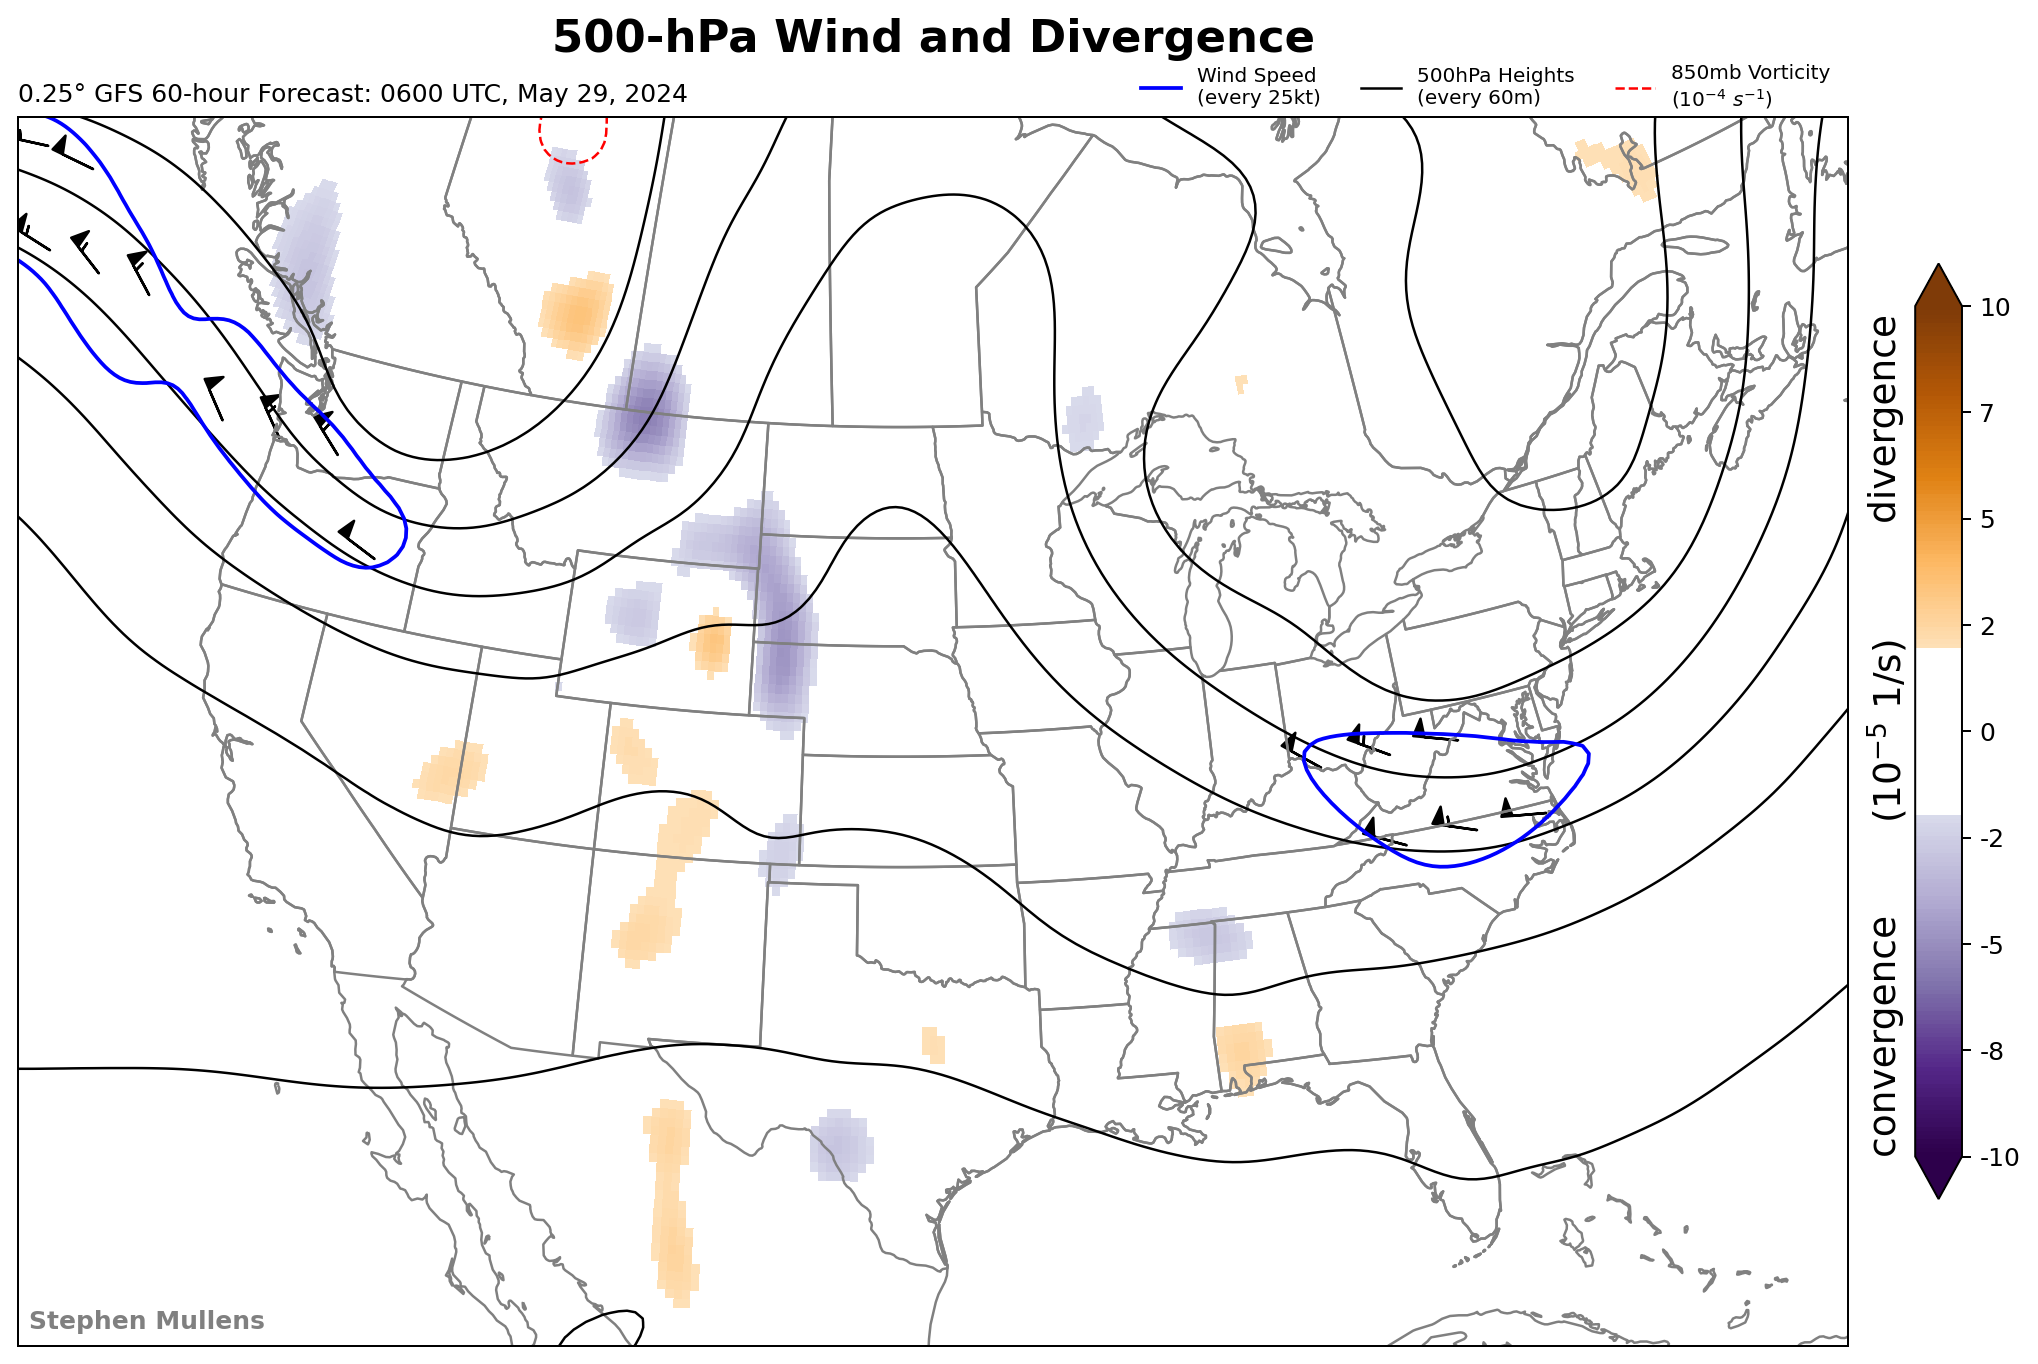 500-hPa Wind and Divergence
0.25° GFS 60-hour Forecast: 0600 UTC, May 29, 2024
Wind Speed
(every 25kt)
500hPa Heights
(every 60m)
850mb Vorticity
(10⁻⁴ s⁻¹)
10
7
5
2
0
-2
-5
-8
-10
convergence (10⁻⁵ 1/s) divergence
Stephen Mullens